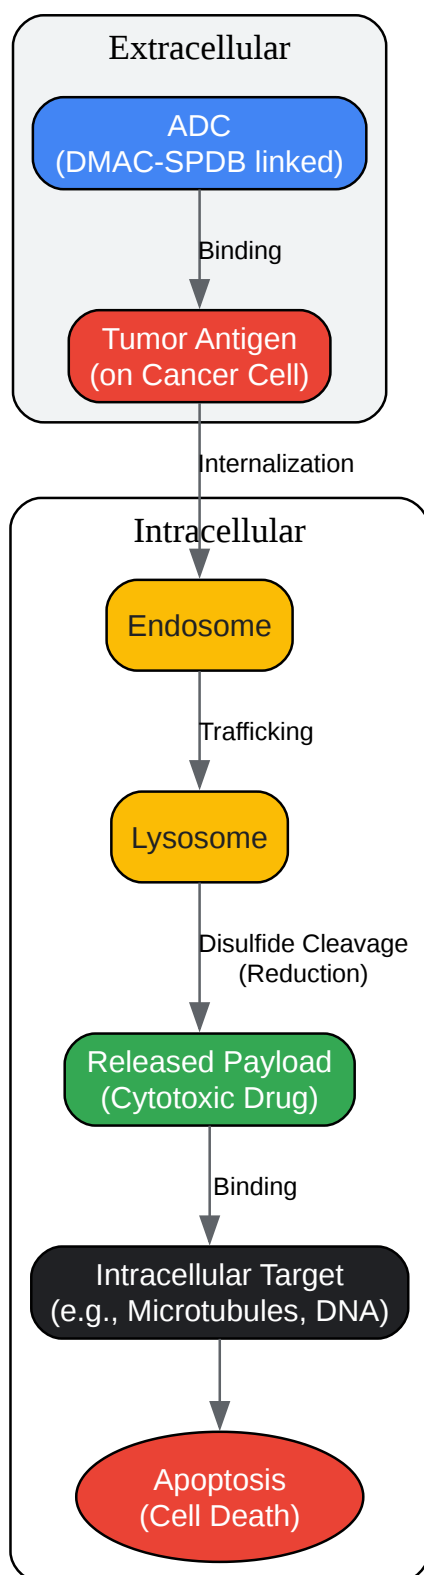 Extracellular
ADC
(DMAC-SPDB linked)
Binding
Tumor Antigen
(on Cancer Cell)
Internalization
Intracellular
Endosome
Trafficking
Lysosome
Disulfide Cleavage
(Reduction)
Released Payload
(Cytotoxic Drug)
Binding
Intracellular Target
(e.g., Microtubules, DNA)
Apoptosis
(Cell Death)